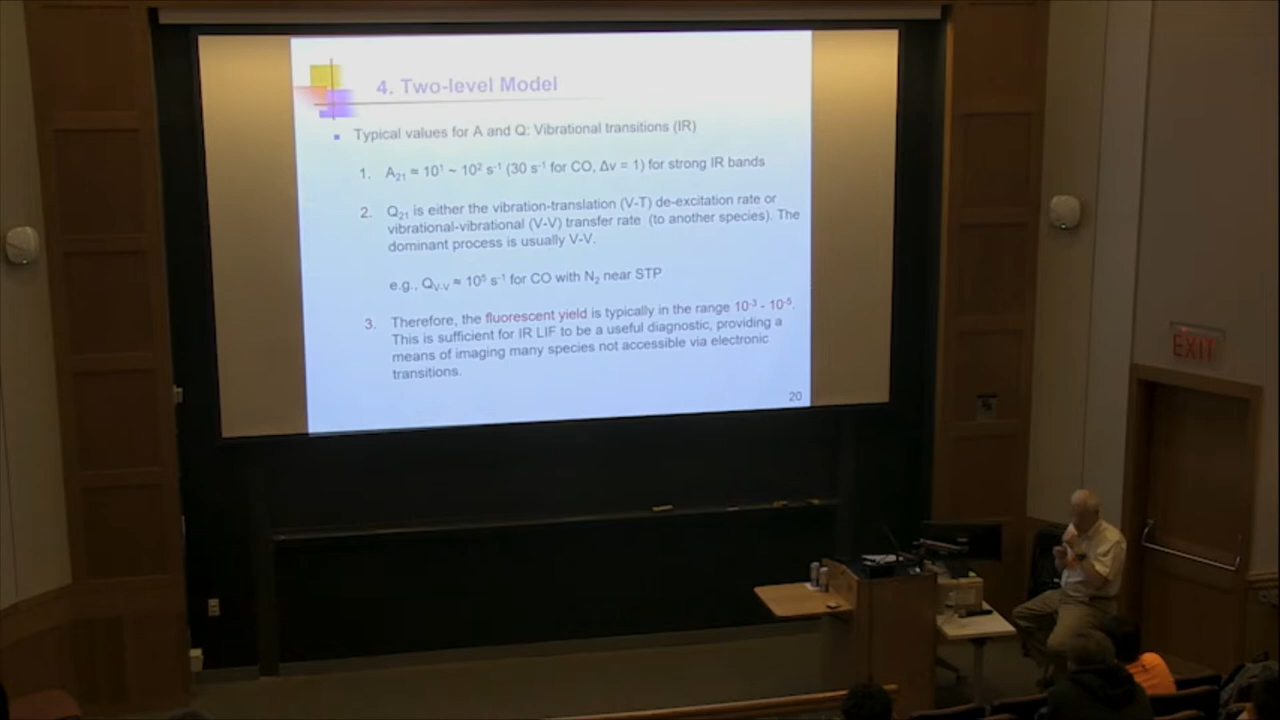 4. Two-level Model
Typical values for A and Q: Vibrational transitions (IR)
1. A₂₁ ≈ 10¹ ~ 10² s⁻¹ (30 s⁻¹ for CO, Δv = 1) for strong IR bands
2. Q₂₁ is either the vibration-translation (V-T) de-excitation rate or
vibrational-vibrational (V-V) transfer rate (to another species). The
dominant process is usually V-V.
e.g., Qv-v ≈ 10⁵ s⁻¹ for CO with N₂ near STP
3. Therefore, the fluorescent yield is typically in the range 10⁻³ - 10⁻⁵.
This is sufficient for IR LIF to be a useful diagnostic, providing a
means of imaging many species not accessible via electronic
transitions.
20
EXIT